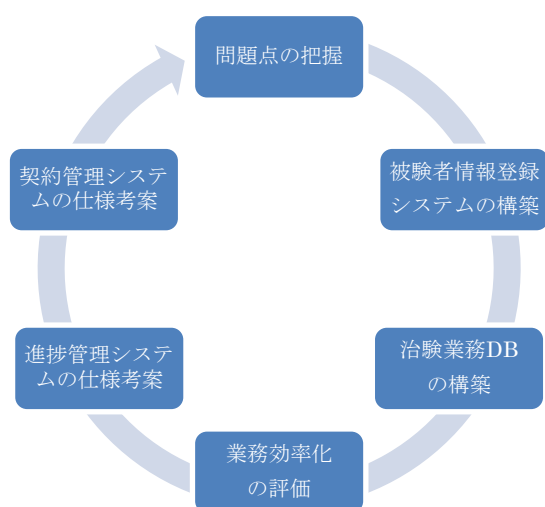 問題点の把握
被験者情報登録
システムの構築
治験業務DB
の構築
業務効率化
の評価
進捗管理システ
ムの仕様考案
契約管理システ
ムの仕様考案